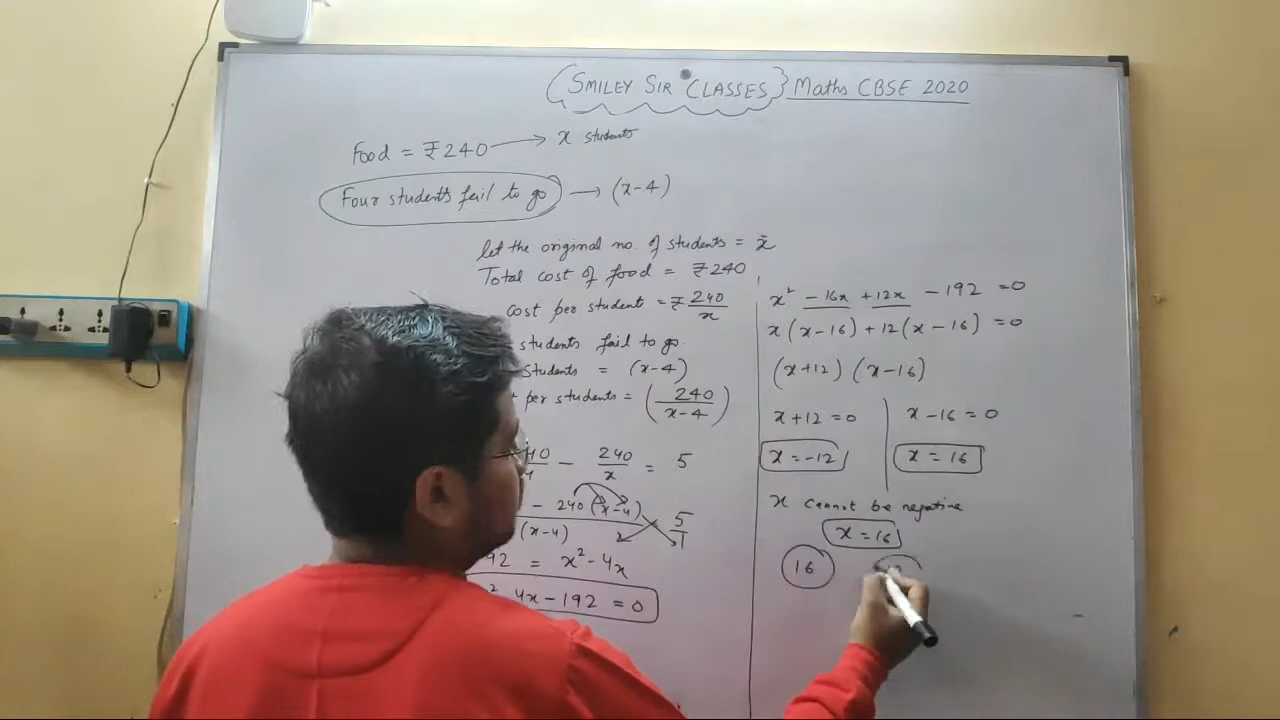 (SMILEY SIR CLASSES} Maths CBSE 2020
Food = ₹240 → x students
Four students fail to go → (x-4)
let the original no. of students = x
Total cost of food = ₹240
cost per student = ₹ 240/x
students fail to go.
students = (x-4)
per students = (240/(x-4))
- 240/x = 5
- 240(x-4)
(x-4)
5/1
92 = x² - 4x
4x - 192 = 0
x² - 16x + 12x - 192 = 0
x(x-16) + 12(x-16) = 0
(x+12) (x-16)
x+12 = 0
x-16 = 0
x = -12
x = 16
x cannot be negative
x = 16
16